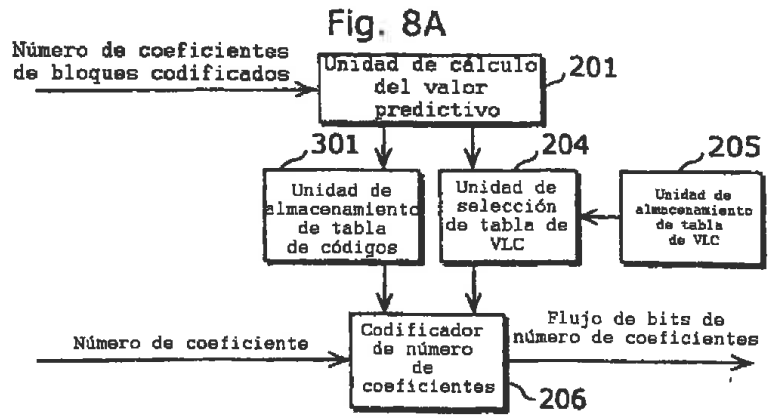 Fig. 8A
Número de coeficientes
de bloques codificados
Unidad de cálculo
del valor
predictivo
201
301
204
205
Unidad de
almacenamiento
de tabla
de códigos
Unidad de
selección
de tabla de
VLC
Unidad de
almacenamiento
de tabla
de VLC
Número de coeficiente
Codificador
de número
de
coeficientes
206
Flujo de bits de
número de coeficientes